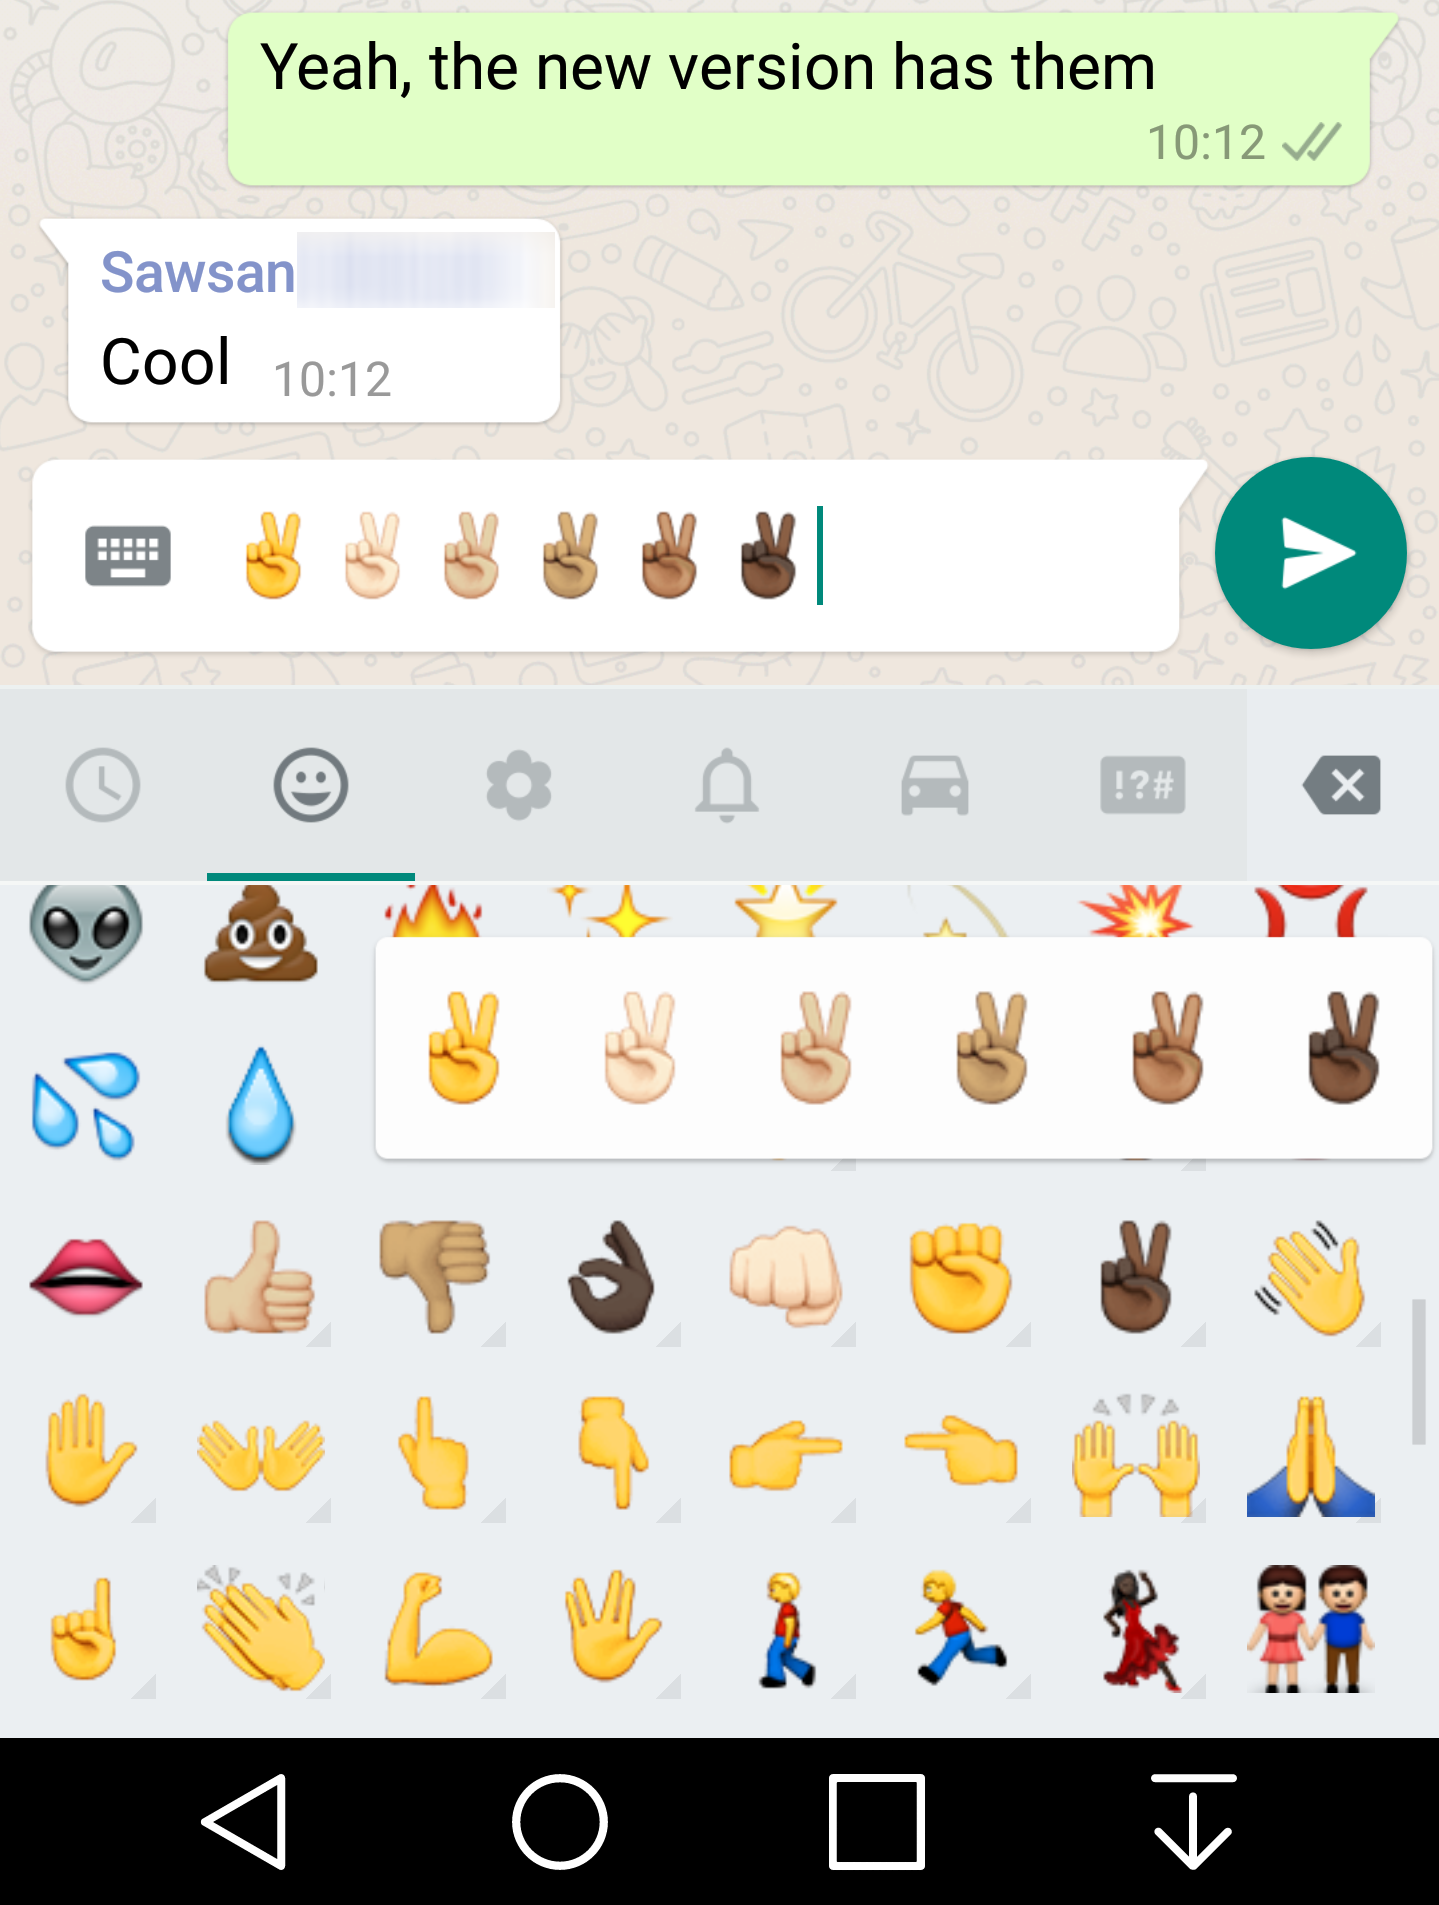 Yeah, the new version has them
10:12
Sawsan
Cool 10:12
!?#